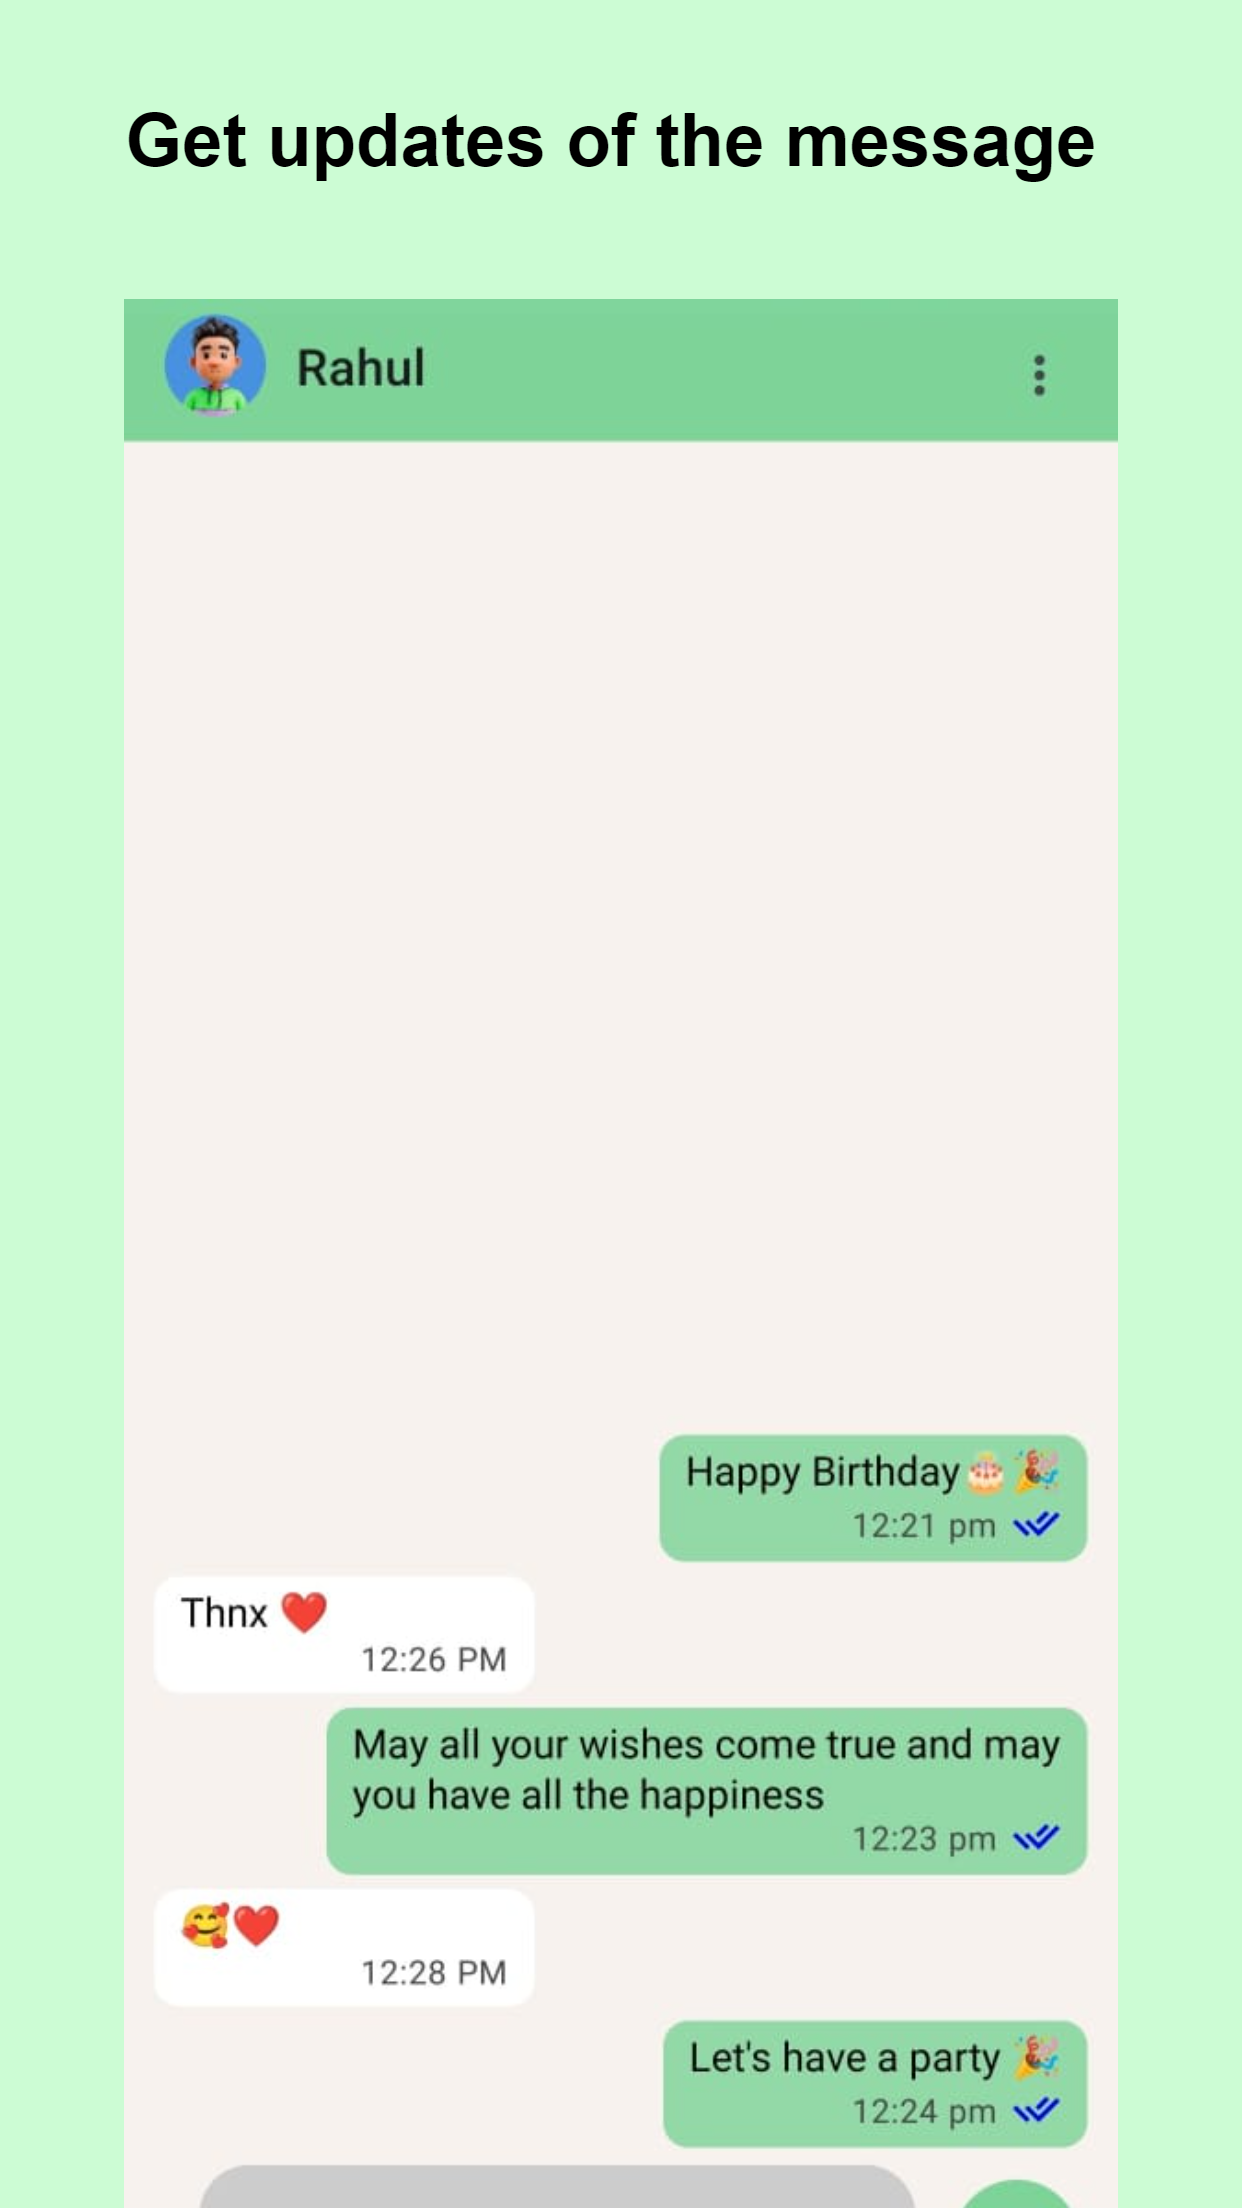 Get updates of the message
Rahul
Happy Birthday🎂🎉
12:21 pm
Thnx ❤️
12:26 PM
May all your wishes come true and may
you have all the happiness
12:23 pm
🥰❤️
12:28 PM
Let's have a party 🎉
12:24 pm